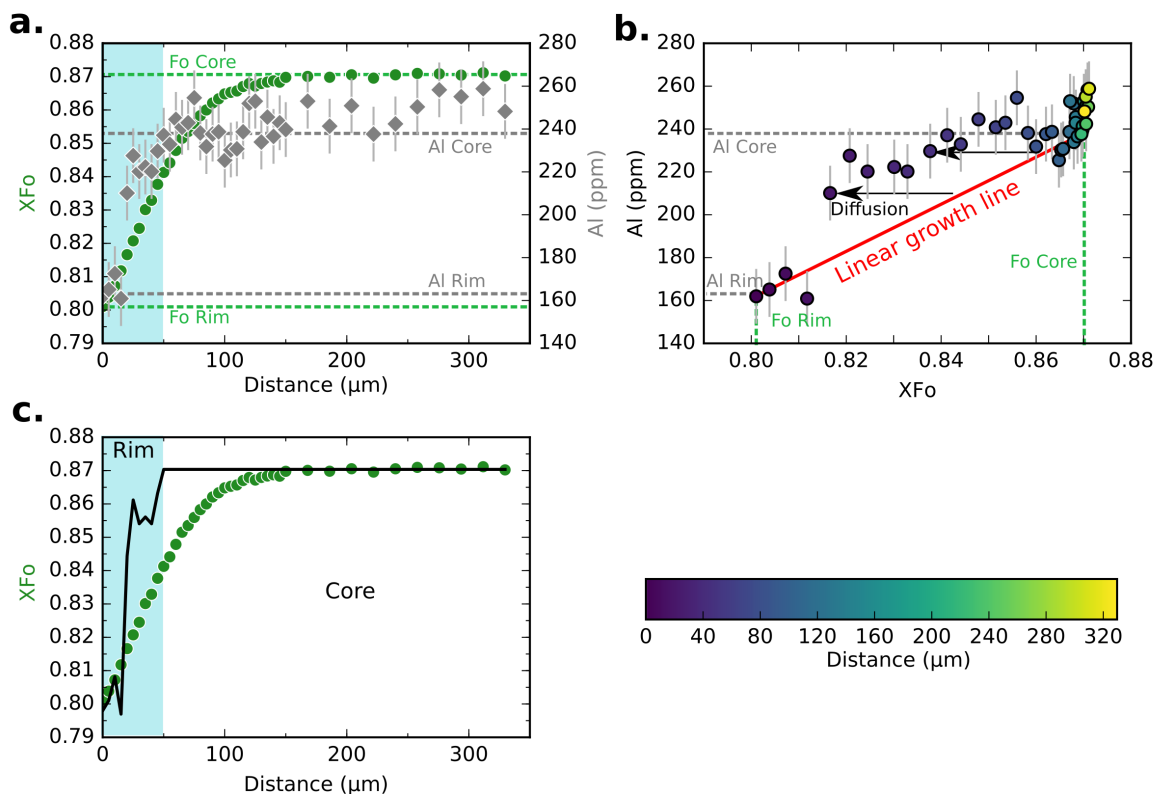 a.
0.88
0.87
0.86
0.85
0.84
0.83
0.82
0.81
0.80
0.79
XFo
Fo Core
Al Core
Al Rim
Fo Rim
280
260
240
220
200
180
160
140
Al (ppm)
0
100
200
300
Distance (μm)
b.
280
260
240
220
200
180
160
140
Al (ppm)
Al Core
Diffusion
Linear growth line
Fo Core
Al Rim
Fo Rim
0.80
0.82
0.84
0.86
0.88
XFo
c.
0.88
0.87
0.86
0.85
0.84
0.83
0.82
0.81
0.80
0.79
XFo
Rim
Core
0
100
200
300
Distance (μm)
0
40
80
120
160
200
240
280
320
Distance (μm)